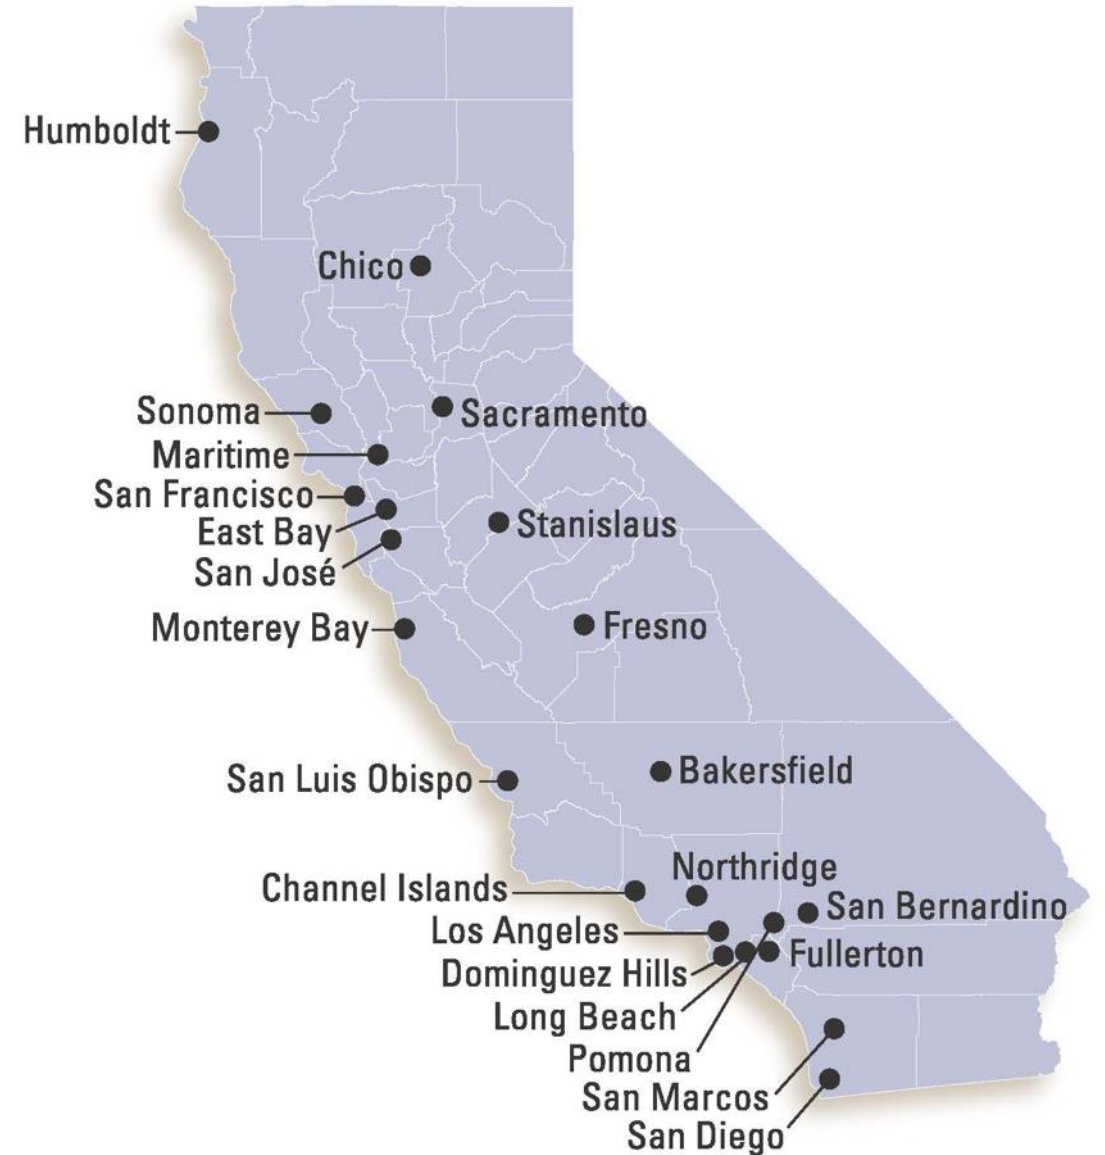 Humboldt
Chico
Sonoma
Sacramento
Maritime
San Francisco
East Bay
Stanislaus
San José
Monterey Bay
Fresno
San Luis Obispo
Bakersfield
Northridge
Channel Islands
San Bernardino
Los Angeles
Fullerton
Dominguez Hills
Long Beach
Pomona
San Marcos
San Diego